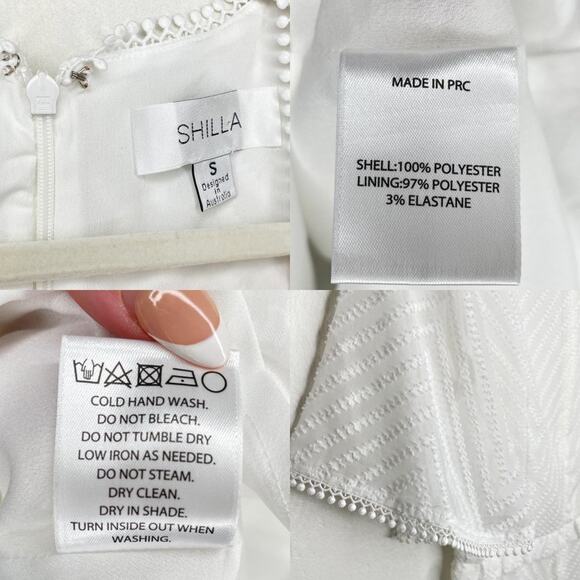 SHILLA
S
Designed
in
Australia
MADE IN PRC
SHELL:100% POLYESTER
LINING:97% POLYESTER
3% ELASTANE
COLD HAND WASH.
DO NOT BLEACH.
DO NOT TUMBLE DRY
LOW IRON AS NEEDED.
DO NOT STEAM.
DRY CLEAN.
DRY IN SHADE.
TURN INSIDE OUT WHEN
WASHING.